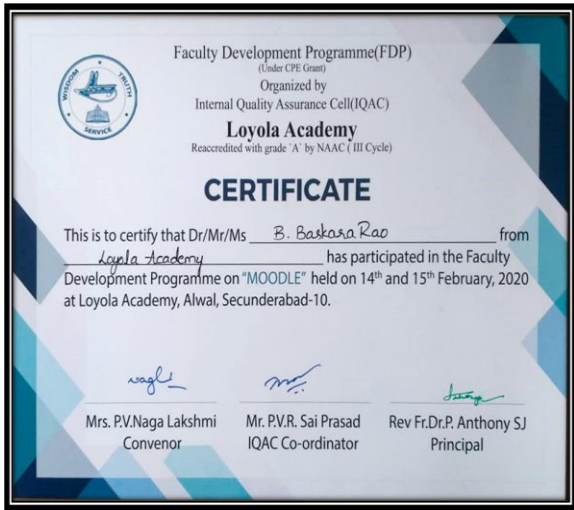 WISDOM TRUTH
SERVICE
Faculty Development Programme(FDP)
(Under CPE Grant)
Organized by
Internal Quality Assurance Cell(IQAC)
Loyola Academy
Reaccredited with grade `A` by NAAC ( III Cycle)
CERTIFICATE
This is to certify that Dr/Mr/Ms B. Baskara Rao from
Loyola Academy has participated in the Faculty
Development Programme on “MOODLE” held on 14th and 15th February, 2020
at Loyola Academy, Alwal, Secunderabad-10.
Mrs. P.V.Naga Lakshmi Mr. P.V.R. Sai Prasad Rev Fr.Dr.P. Anthony SJ
Convenor IQAC Co-ordinator Principal